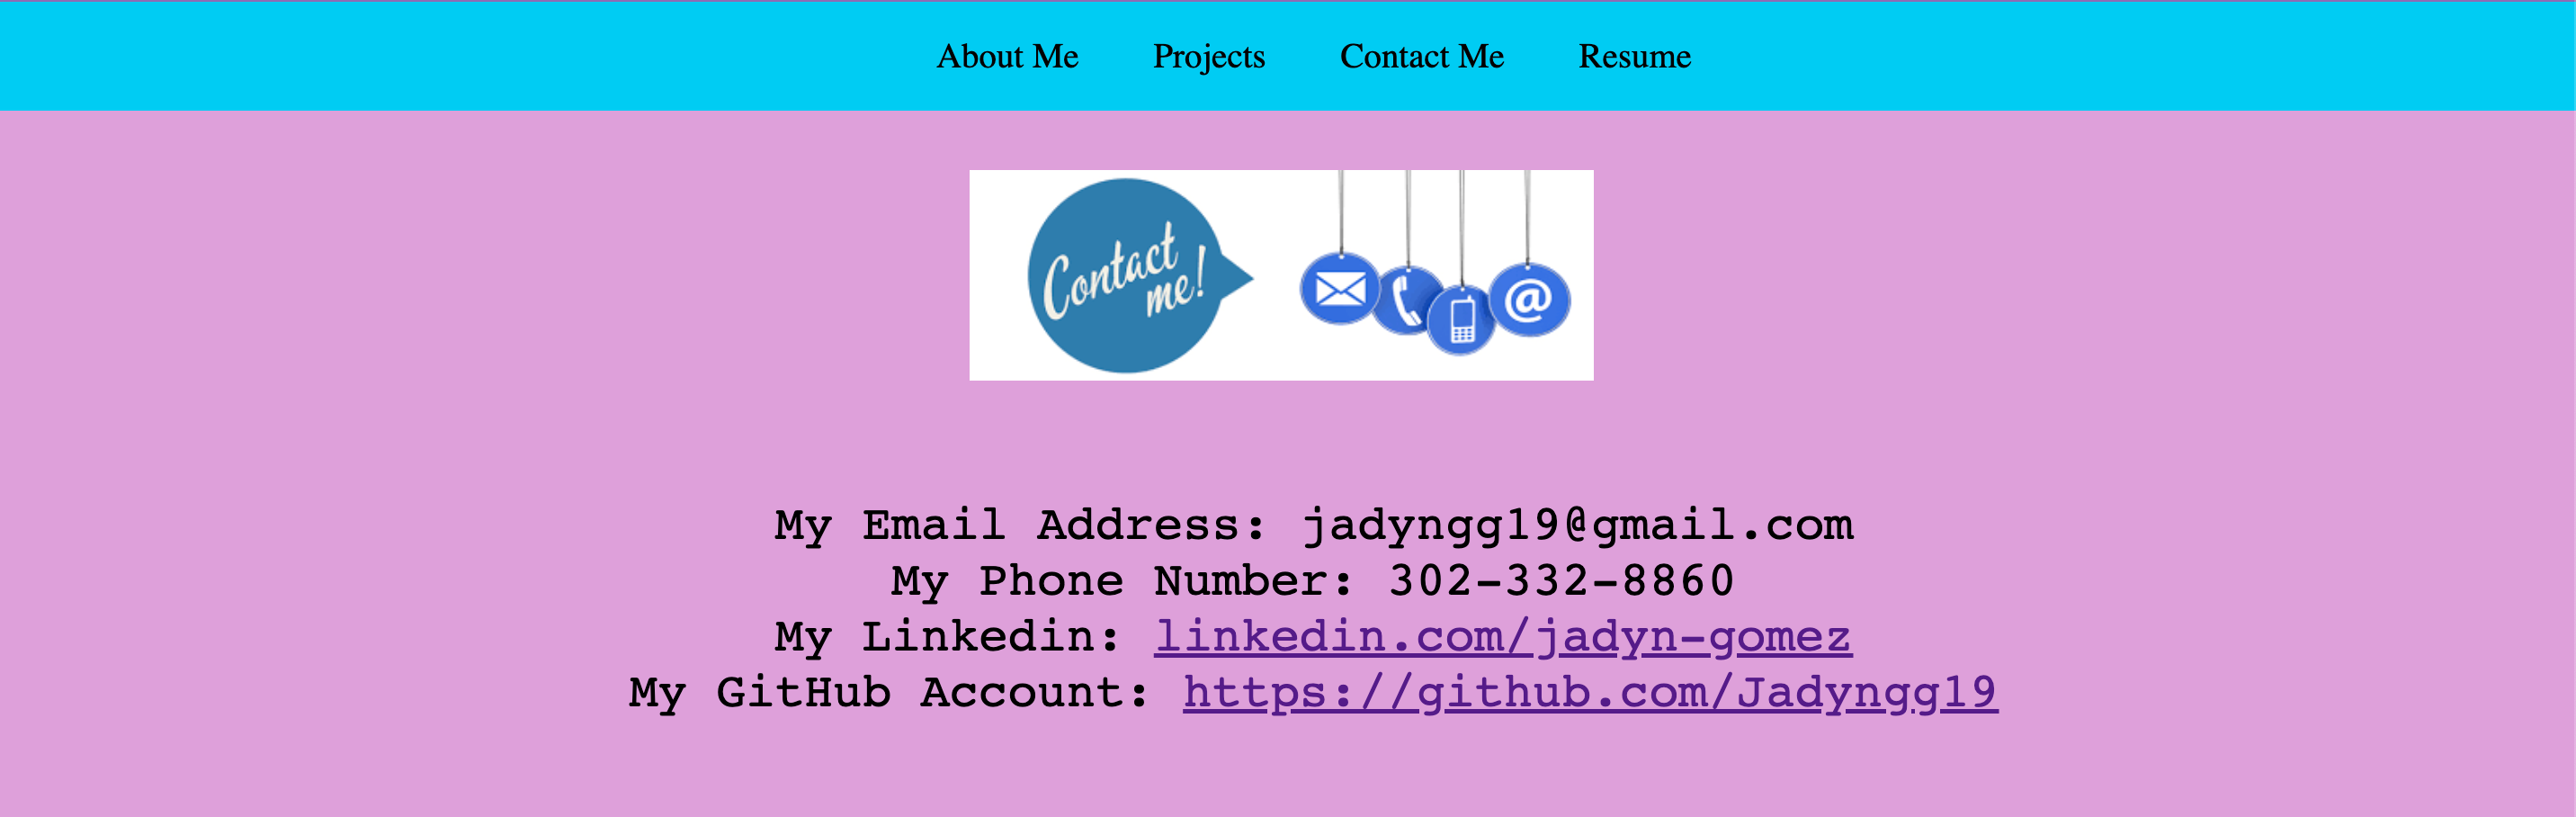 About Me Projects Contact Me Resume
Contact
me!
@
My Email Address: jadyngg19@gmail.com
My Phone Number: 302-332-8860
My Linkedin: linkedin.com/jadyn-gomez
My GitHub Account: https://github.com/Jadyngg19